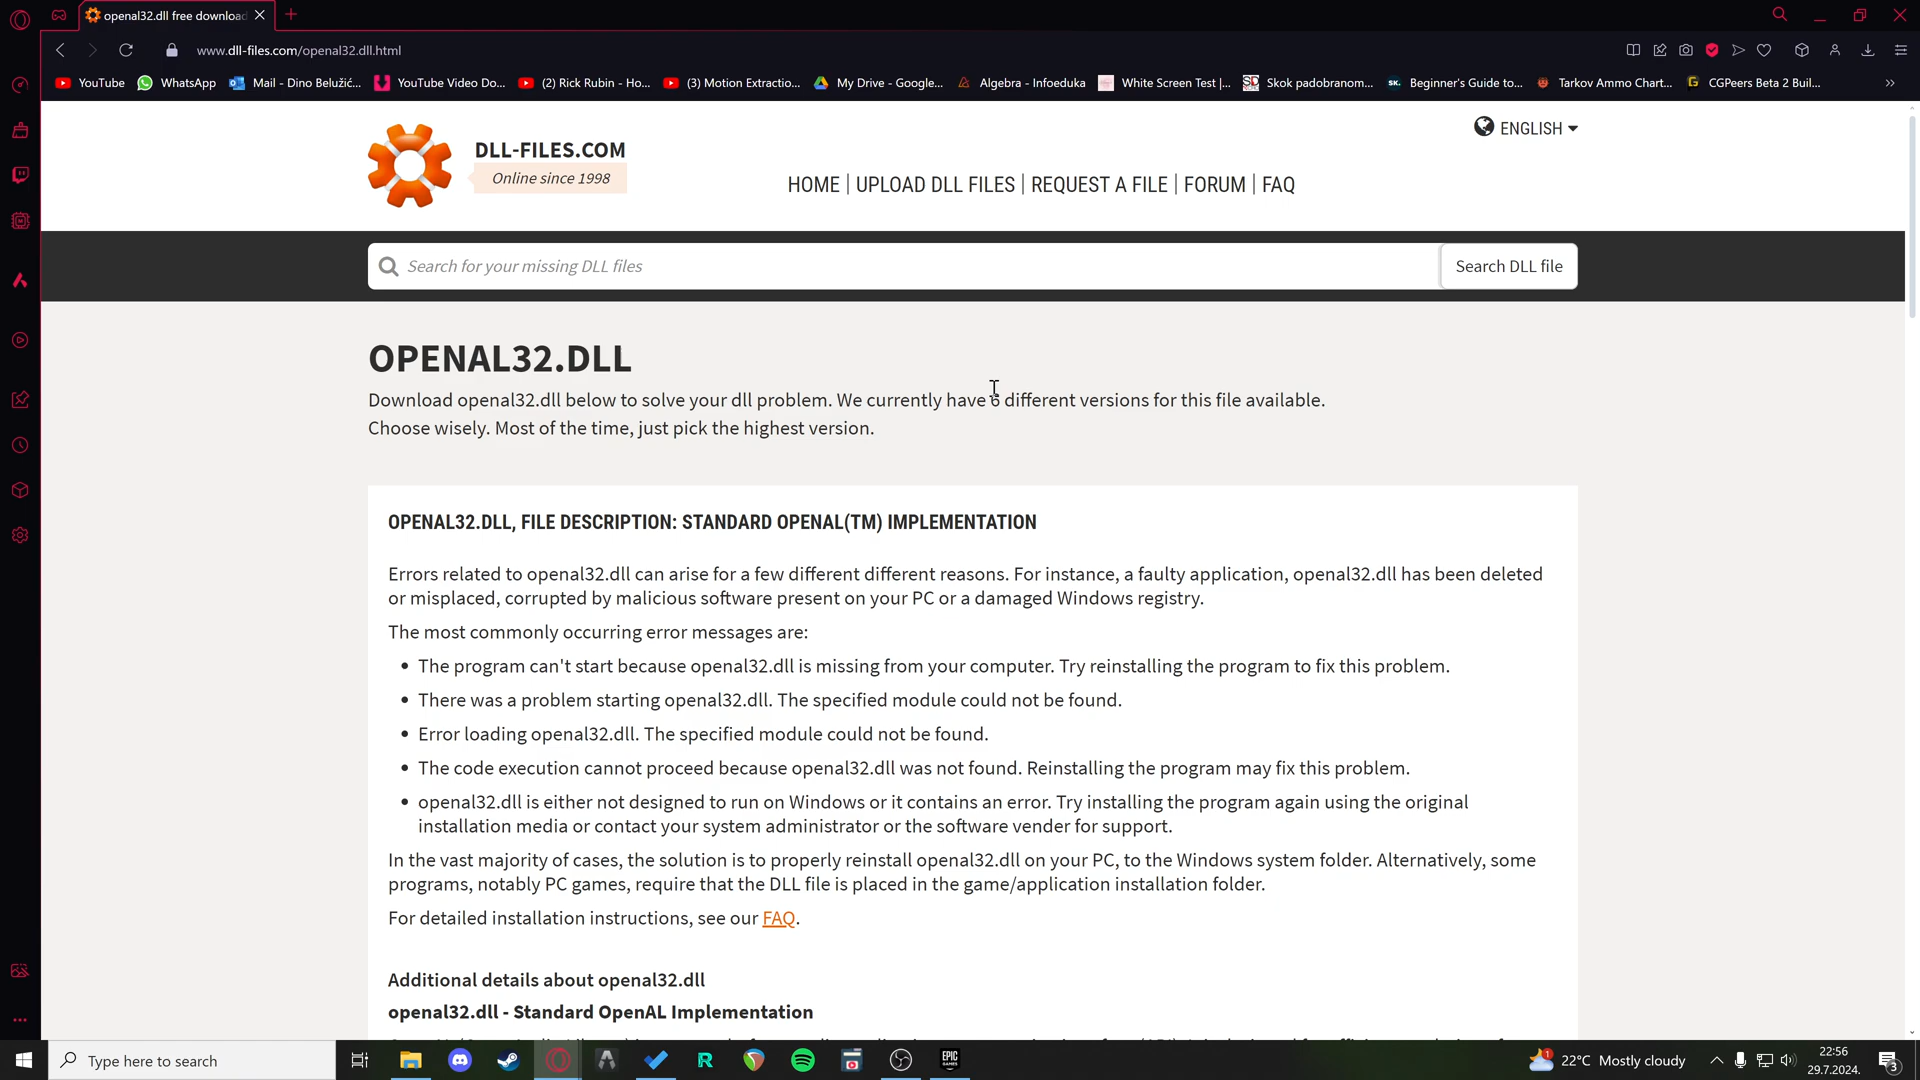 openal32.dll free download
www.dll-files.com/openal32.dll.html
YouTube
WhatsApp
Mail - Dino Belužić...
YouTube Video Do...
(2) Rick Rubin - Ho...
(3) Motion Extractio...
My Drive - Google...
Algebra - Infoeduka
White Screen Test |...
Skok padobranom...
Beginner's Guide to...
Tarkov Ammo Chart...
CGPeers Beta 2 Buil...
DLL-FILES.COM
Online since 1998
ENGLISH
HOME | UPLOAD DLL FILES | REQUEST A FILE | FORUM | FAQ
Search for your missing DLL files
Search DLL file
OPENAL32.DLL
Download openal32.dll below to solve your dll problem. We currently have 6 different versions for this file available.
Choose wisely. Most of the time, just pick the highest version.
OPENAL32.DLL, FILE DESCRIPTION: STANDARD OPENAL(TM) IMPLEMENTATION
Errors related to openal32.dll can arise for a few different different reasons. For instance, a faulty application, openal32.dll has been deleted
or misplaced, corrupted by malicious software present on your PC or a damaged Windows registry.
The most commonly occurring error messages are:
• The program can't start because openal32.dll is missing from your computer. Try reinstalling the program to fix this problem.
• There was a problem starting openal32.dll. The specified module could not be found.
• Error loading openal32.dll. The specified module could not be found.
• The code execution cannot proceed because openal32.dll was not found. Reinstalling the program may fix this problem.
• openal32.dll is either not designed to run on Windows or it contains an error. Try installing the program again using the original
installation media or contact your system administrator or the software vender for support.
In the vast majority of cases, the solution is to properly reinstall openal32.dll on your PC, to the Windows system folder. Alternatively, some
programs, notably PC games, require that the DLL file is placed in the game/application installation folder.
For detailed installation instructions, see our FAQ.
Additional details about openal32.dll
openal32.dll - Standard OpenAL Implementation
Type here to search
22°C Mostly cloudy
22:56
29.7.2024.
3